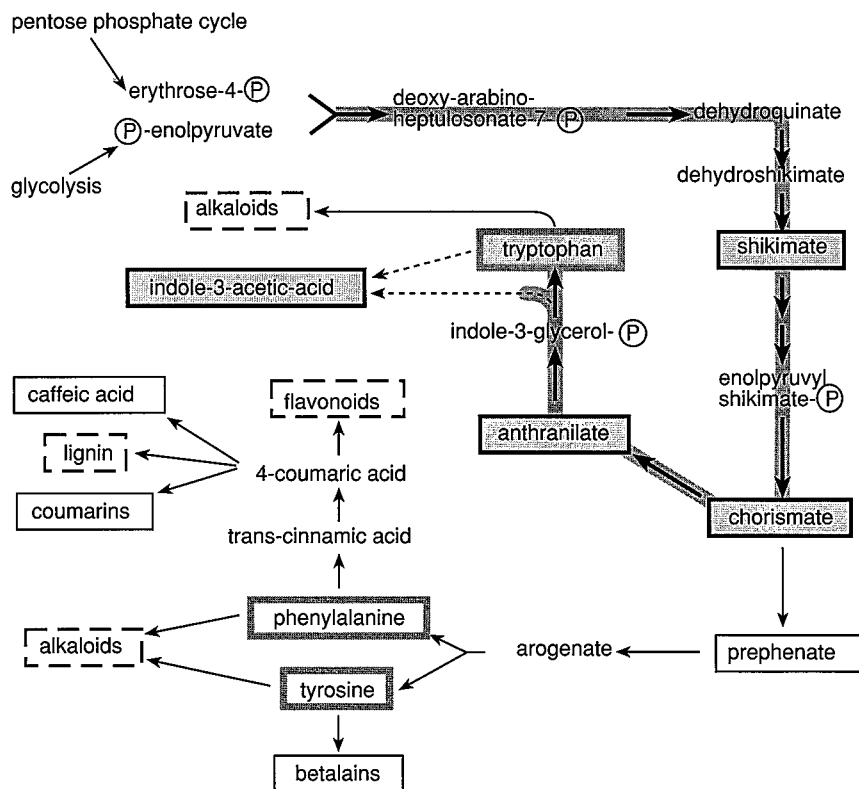 pentose phosphate cycle
erythrose-4-P
P-enolpyruvate
glycolysis
deoxy-arabino-
heptulosonate-7-P
dehydroquinate
dehydroshikimate
shikimate
enolpyruvyl
shikimate-P
chorismate
anthranilate
indole-3-glycerol-P
tryptophan
alkaloids
indole-3-acetic-acid
prephenate
arogenate
phenylalanine
tyrosine
alkaloids
betalains
trans-cinnamic acid
4-coumaric acid
flavonoids
caffeic acid
lignin
coumarins